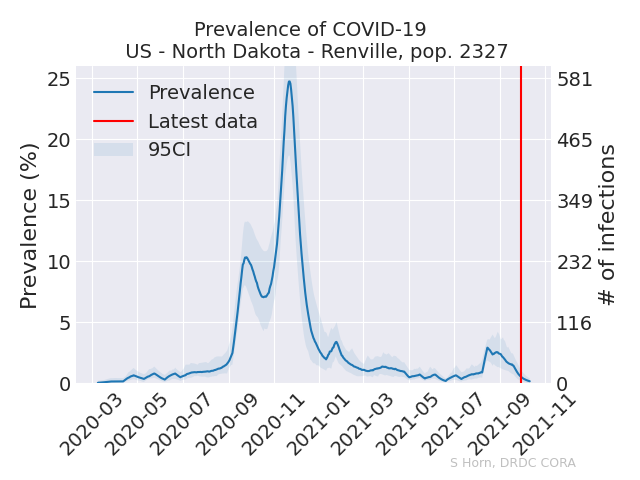 Prevalence of COVID-19
US - North Dakota - Renville, pop. 2327
Prevalence
Latest data
95CI
Prevalence (%)
25
20
15
10
5
0
# of infections
581
465
349
232
116
0
2020-03
2020-05
2020-07
2020-09
2020-11
2021-01
2021-03
2021-05
2021-07
2021-09
2021-11
S Horn, DRDC CORA